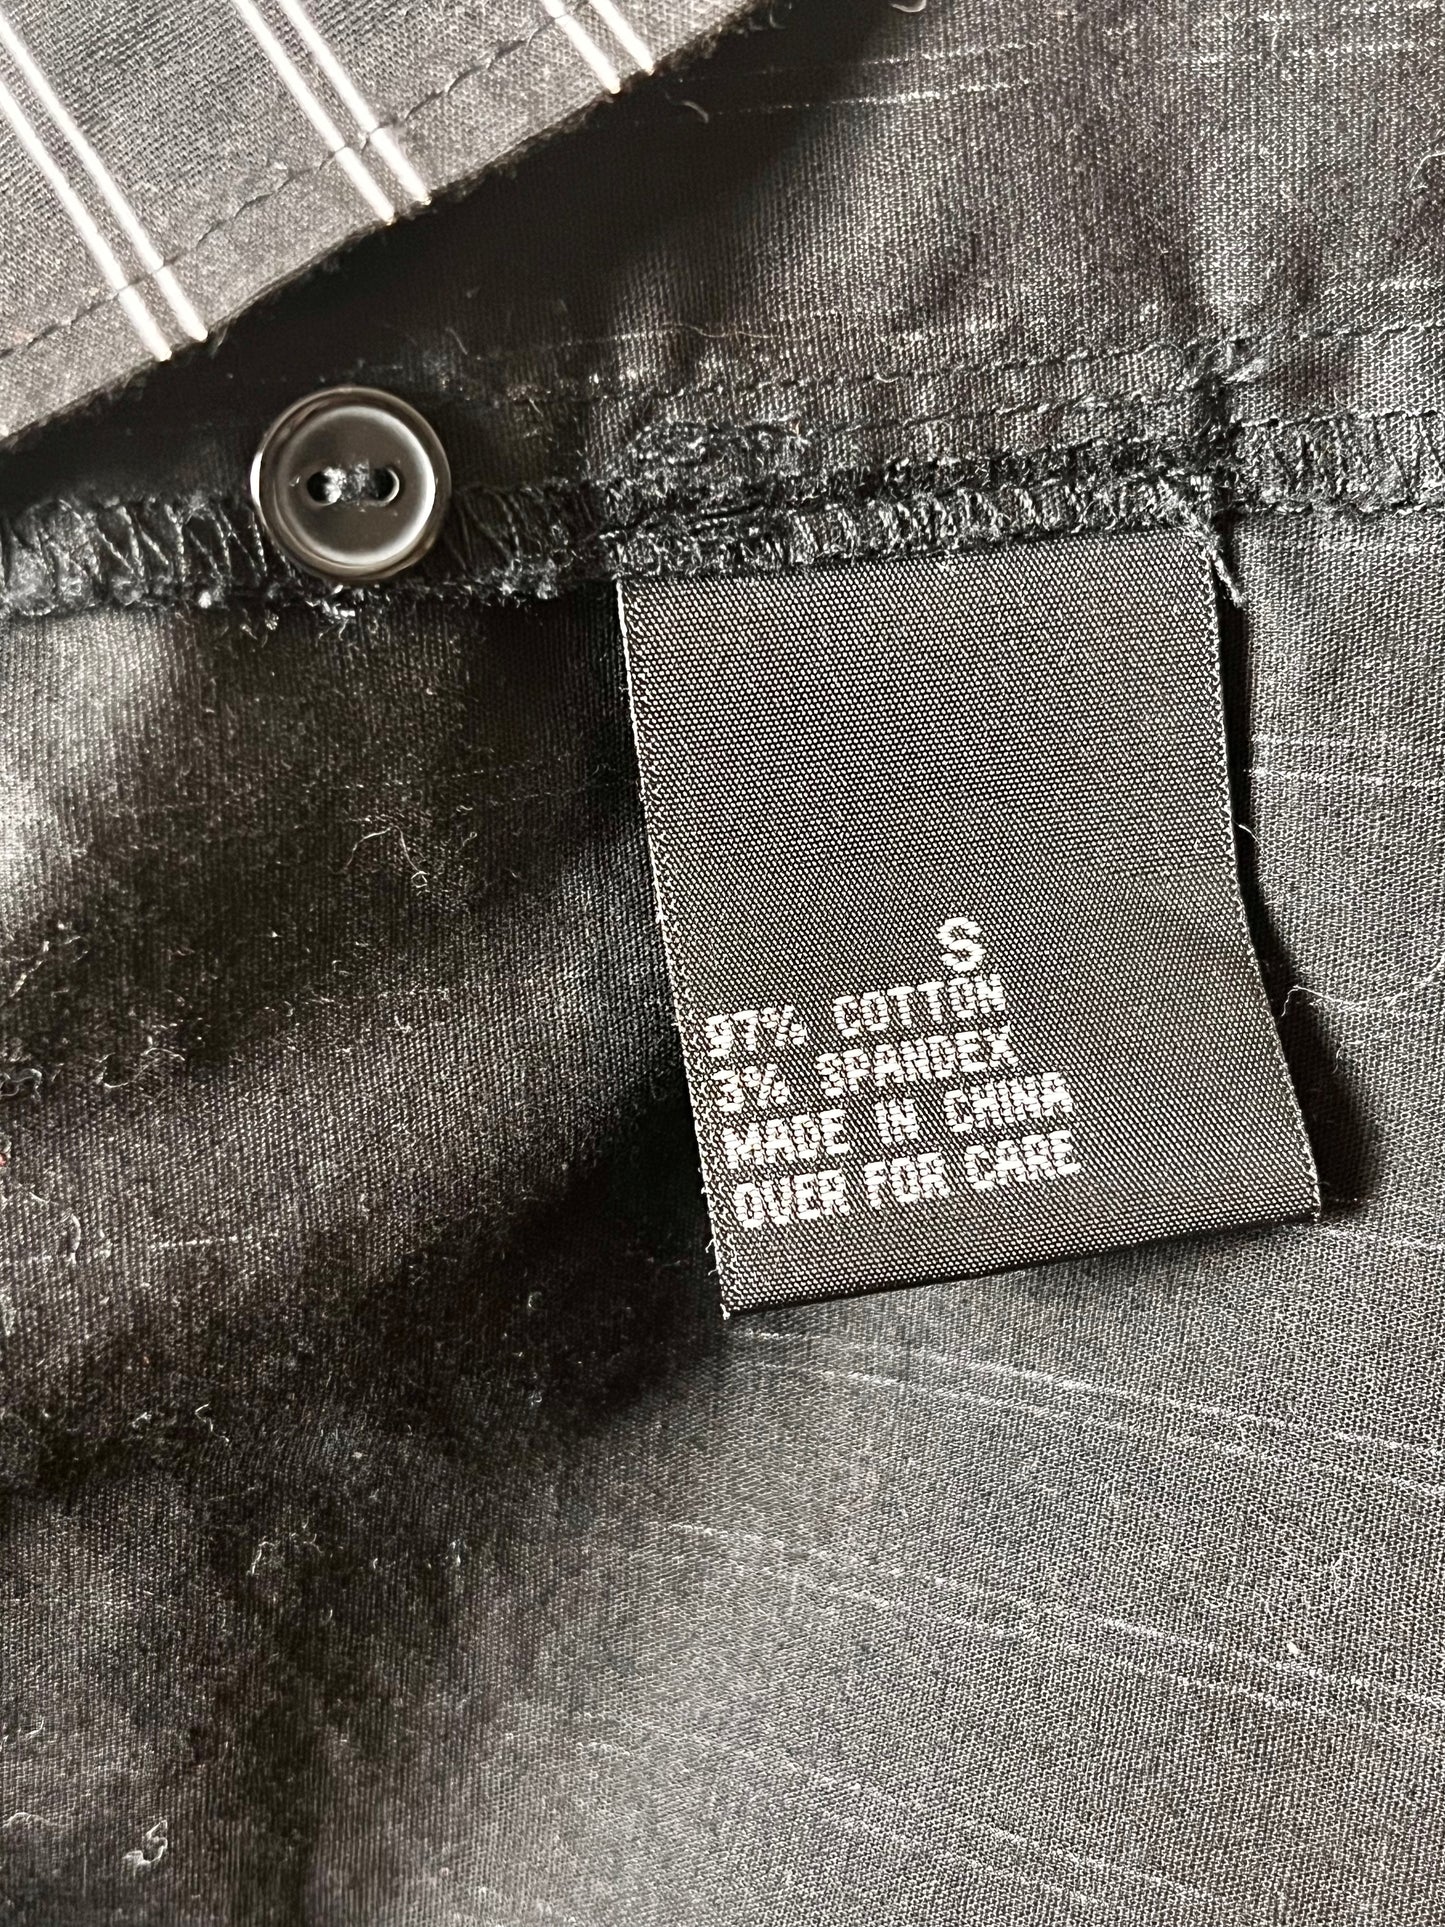 S
97% COTTON
3% SPANDEX
MADE IN CHINA
OVER FOR CARE